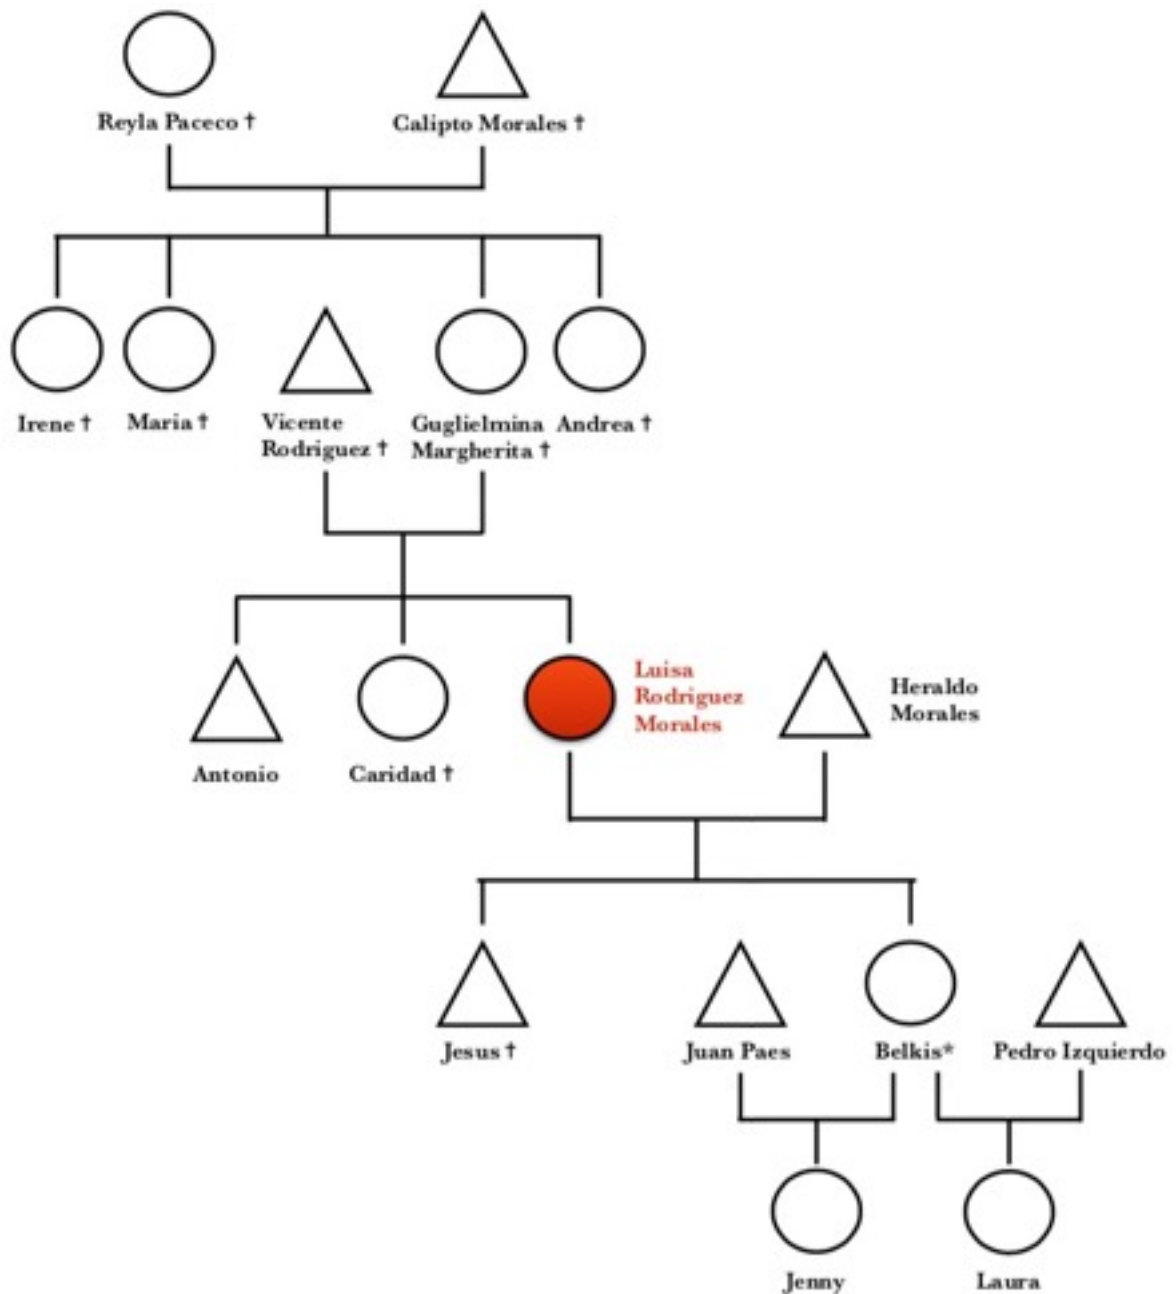 Reyla Paceco †
Calipto Morales †
Irene †
Maria †
Vicente
Rodriguez †
Guglielmina
Margherita †
Andrea †
Antonio
Caridad †
Luisa
Rodriguez
Morales
Heraldo
Morales
Jesus †
Juan Paes
Belkis*
Pedro Izquierdo
Jenny
Laura